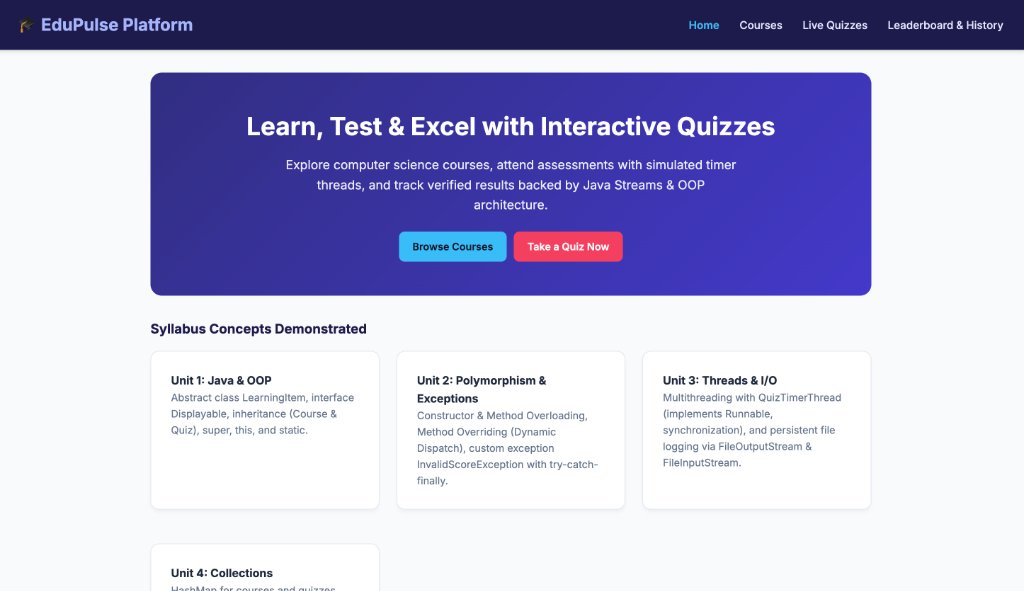 EduPulse Platform
Home Courses Live Quizzes Leaderboard & History
Learn, Test & Excel with Interactive Quizzes
Explore computer science courses, attend assessments with simulated timer
threads, and track verified results backed by Java Streams & OOP
architecture.
Browse Courses Take a Quiz Now
Syllabus Concepts Demonstrated
Unit 1: Java & OOP
Abstract class LearningItem, interface
Displayable, inheritance (Course &
Quiz), super, this, and static.
Unit 2: Polymorphism &
Exceptions
Constructor & Method Overloading,
Method Overriding (Dynamic
Dispatch), custom exception
InvalidScoreException with try-catch-
finally.
Unit 3: Threads & I/O
Multithreading with QuizTimerThread
(implements Runnable,
synchronization), and persistent file
logging via FileOutputStream &
FileInputStream.
Unit 4: Collections
HashMap for courses and quizzes